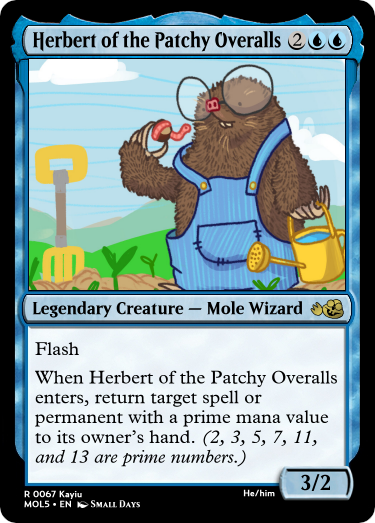 Herbert of the Patchy Overalls 2
Legendary Creature — Mole Wizard
Flash
When Herbert of the Patchy Overalls
enters, return target spell or
permanent with a prime mana value
to its owner's hand. (2, 3, 5, 7, 11,
and 13 are prime numbers.)
3/2
R 0067 Kayiu He/him
MOL5 • EN Small Days